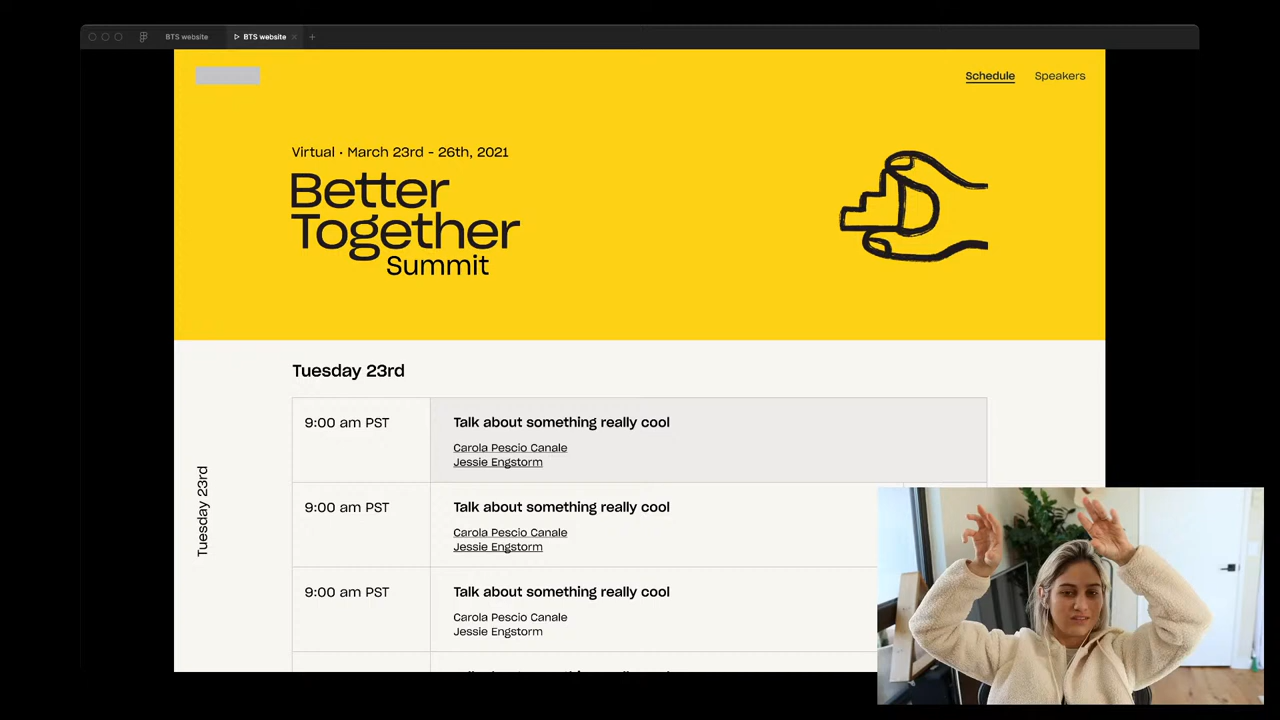 BTS website
BTS website
Schedule
Speakers
Virtual · March 23rd - 26th, 2021
Better
Together
Summit
Tuesday 23rd
Tuesday 23rd
9:00 am PST
Talk about something really cool
Carola Pescio Canale
Jessie Engstorm
9:00 am PST
Talk about something really cool
Carola Pescio Canale
Jessie Engstorm
9:00 am PST
Talk about something really cool
Carola Pescio Canale
Jessie Engstorm